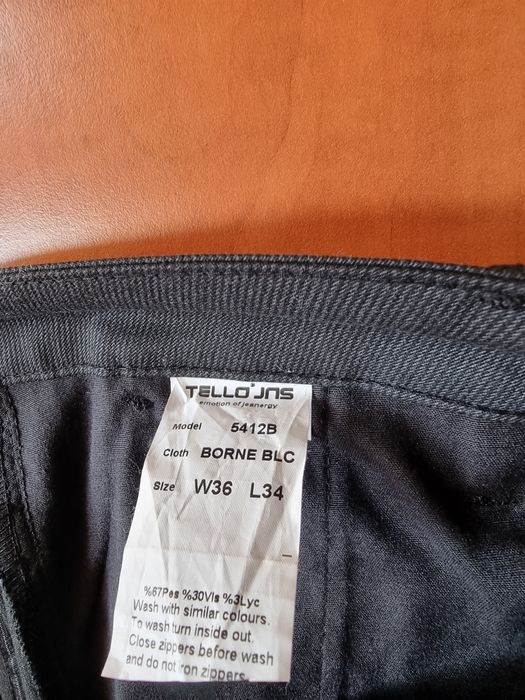 TELLO'JNS
emotion of jeanergy
Model 5412B
Cloth BORNE BLC
Size W36 L34
%67Pes %30Vis %3Lyc
Wash with similar colours.
To wash turn inside out.
Close zippers before wash
and do not iron zippers.